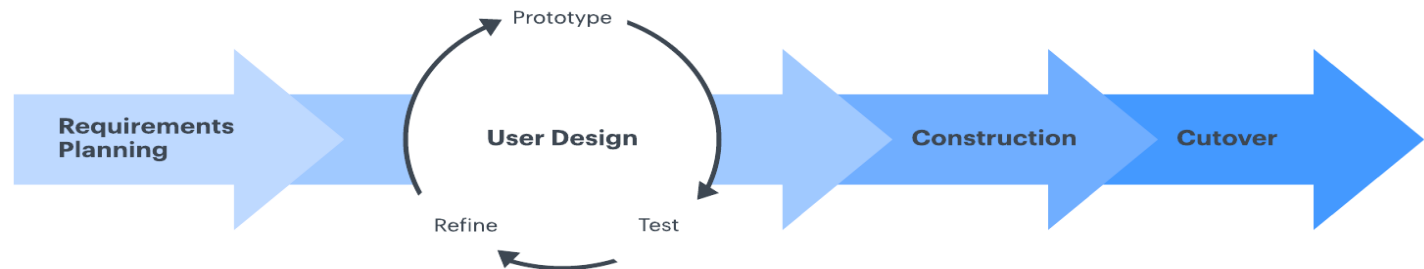 Requirements
Planning
Prototype
User Design
Refine
Test
Construction
Cutover